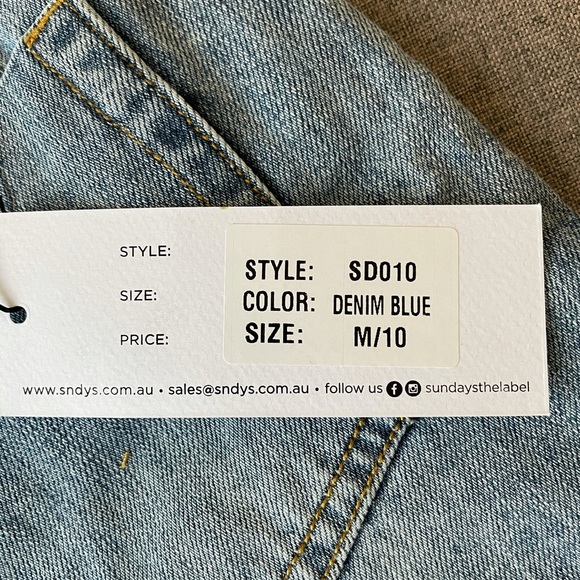 STYLE:
SIZE:
PRICE:
STYLE: SD010
COLOR: DENIM BLUE
SIZE: M/10
www.sndys.com.au • sales@sndys.com.au • follow us sundaysthelabel